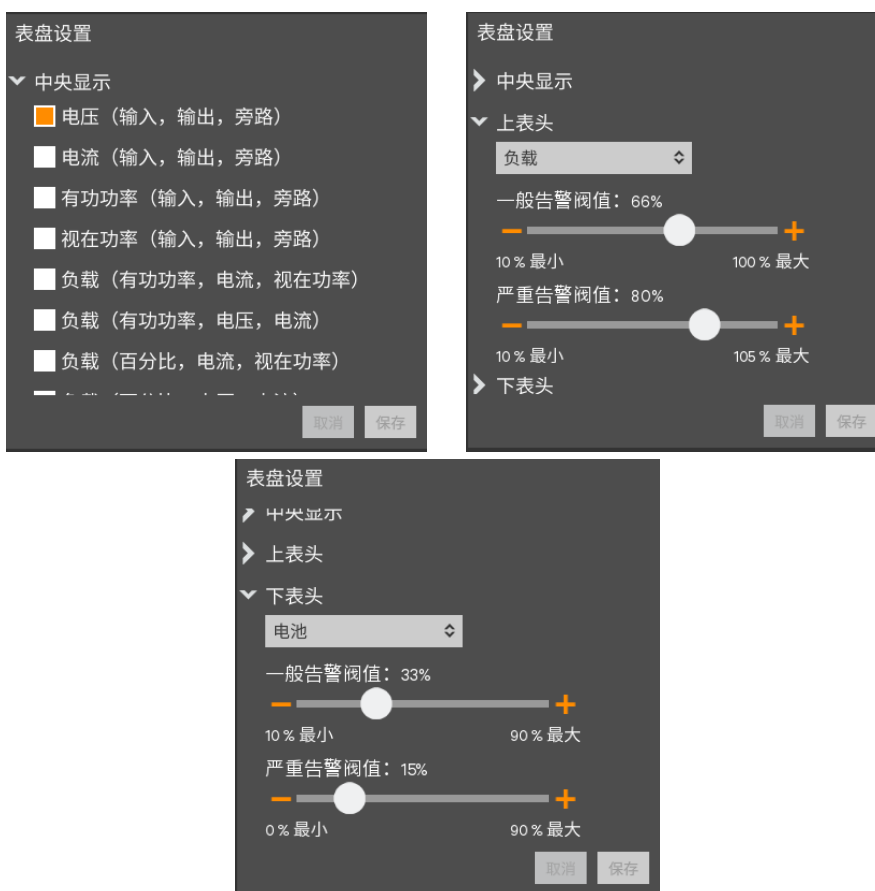 表盘设置
中央显示
电压（输入，输出，旁路）
电流（输入，输出，旁路）
有功功率（输入，输出，旁路）
视在功率（输入，输出，旁路）
负载（有功功率，电流，视在功率）
负载（有功功率，电压，电流）
负载（百分比，电流，视在功率）
取消 保存
表盘设置
中央显示
上表头
负载
一般告警阀值：66%
10 % 最小 100 % 最大
严重告警阀值：80%
10 % 最小 105 % 最大
下表头
取消 保存
表盘设置
中央显示
上表头
下表头
电池
一般告警阀值：33%
10 % 最小 90 % 最大
严重告警阀值：15%
0 % 最小 90 % 最大
取消 保存